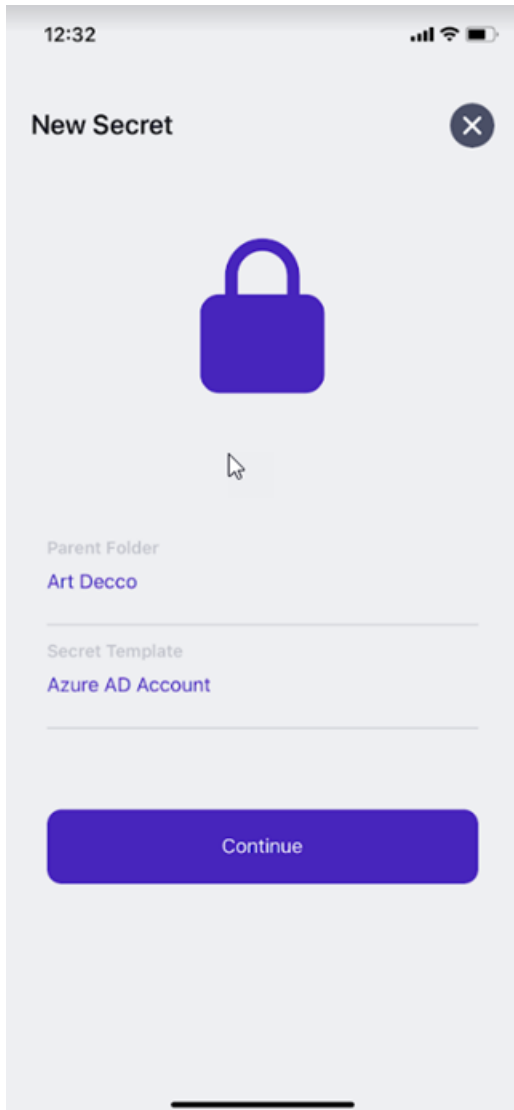 12:32
New Secret
Parent Folder
Art Decco
Secret Template
Azure AD Account
Continue